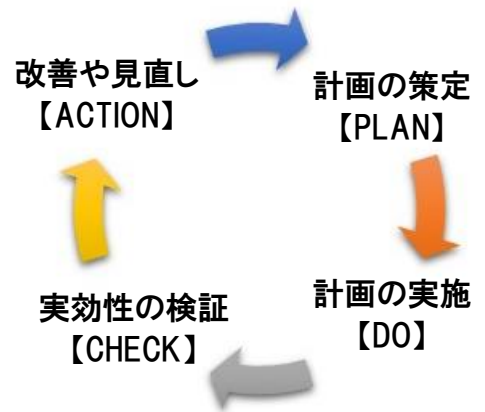 改善や見直し
【ACTION】
計画の策定
【PLAN】
計画の実施
【DO】
実効性の検証
【CHECK】